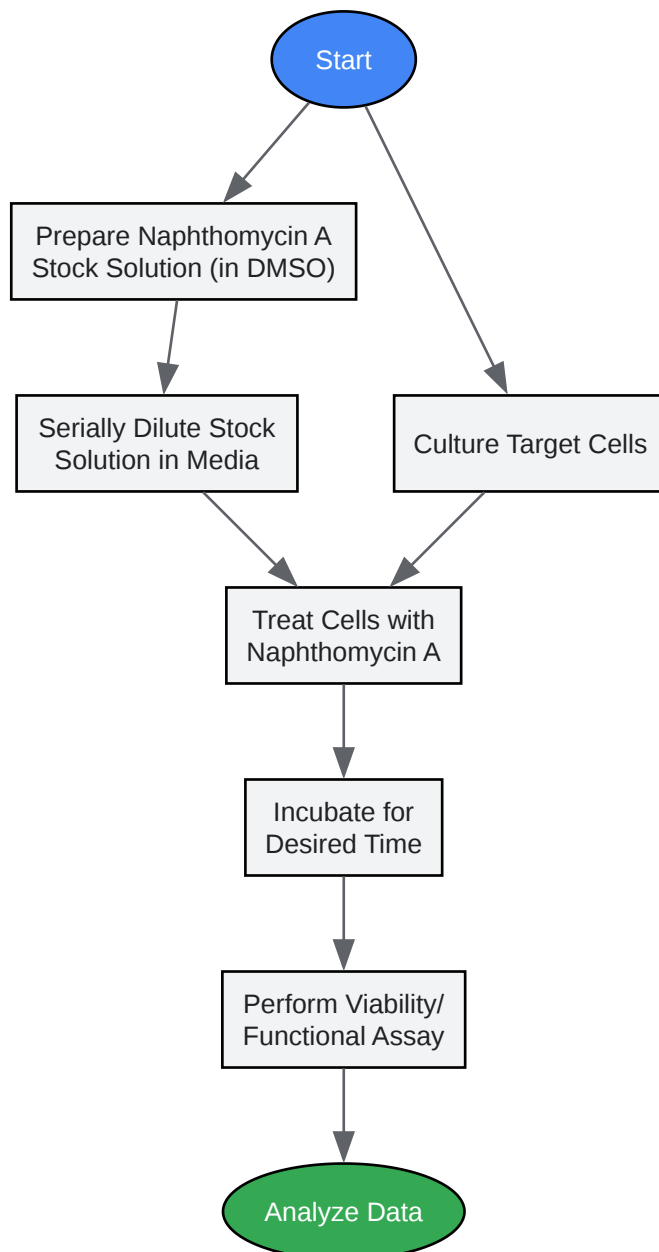 Start
Prepare Naphthomycin A
Stock Solution (in DMSO)
Serially Dilute Stock
Solution in Media
Culture Target Cells
Treat Cells with
Naphthomycin A
Incubate for
Desired Time
Perform Viability/
Functional Assay
Analyze Data